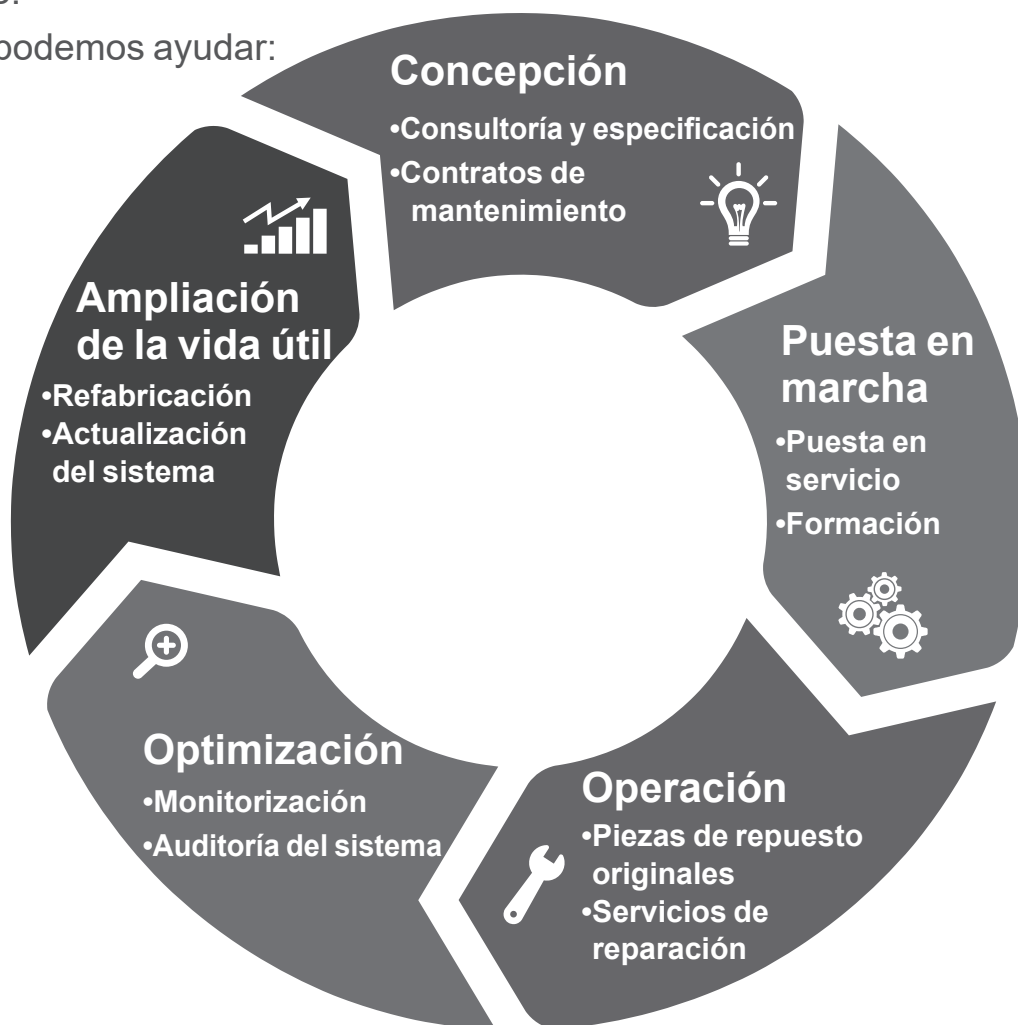 podemos ayudar:
Concepción
•Consultoría y especificación
•Contratos de
mantenimiento
Puesta en
marcha
•Puesta en
servicio
•Formación
Operación
•Piezas de repuesto
originales
•Servicios de
reparación
Optimización
•Monitorización
•Auditoría del sistema
Ampliación
de la vida útil
•Refabricación
•Actualización
del sistema